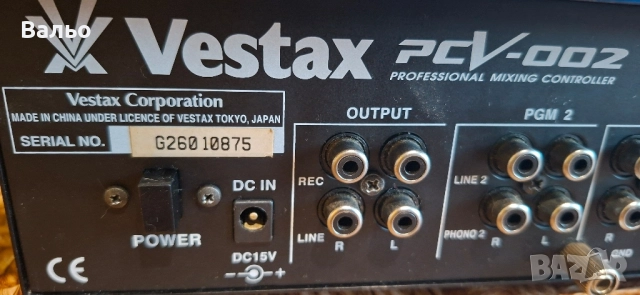 Вальо
Vestax PCV-002
PROFESSIONAL MIXING CONTROLLER
Vestax Corporation
MADE IN CHINA UNDER LICENCE OF VESTAX TOKYO, JAPAN
SERIAL NO. G26010875
OUTPUT
PGM 2
REC
LINE 2
DC IN
POWER
LINE
PHONO 2
R L
R L
R
GND
DC15V
- +
CE
BAZAR